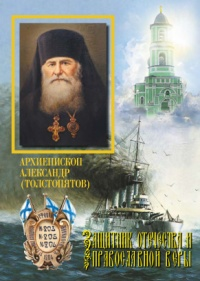 АРХИЕПИСКОП
АЛЕКСАНДР
(ТОЛСТОПЯТОВ)
ЗАЩИТНИК ОТЕЧЕСТВА И
ПРАВОСЛАВНОЙ ВЕРЫ